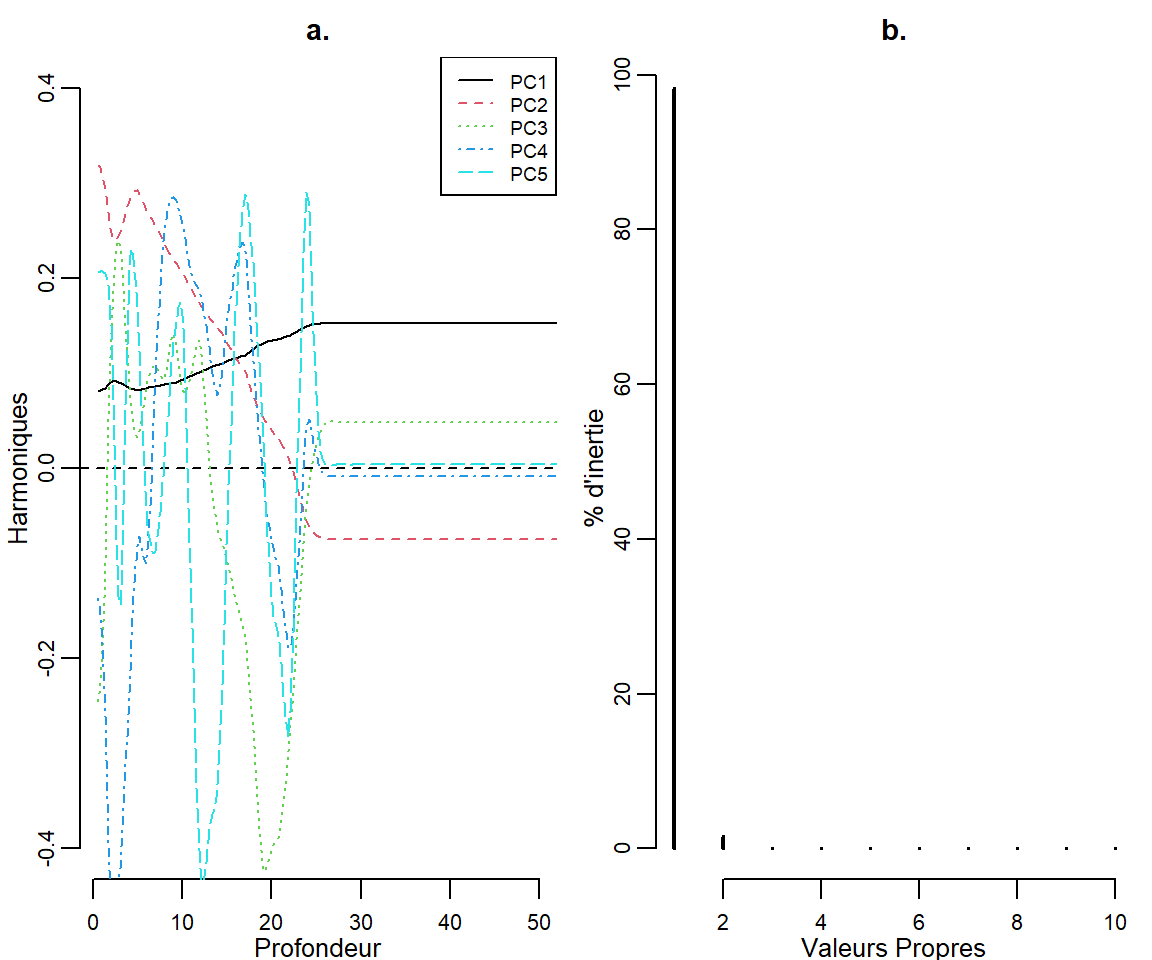 a.
PC1
PC2
PC3
PC4
PC5
Harmoniques
0.4
0.2
0.0
-0.2
-0.4
0 10 20 30 40 50
Profondeur
b.
% d'inertie
100
80
60
40
20
0
2 4 6 8 10
Valeurs Propres